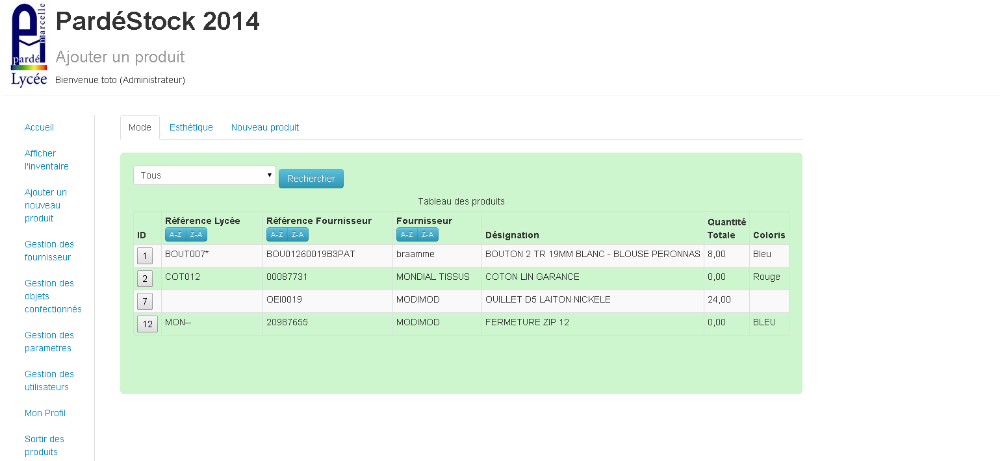 marcelle
pardé
Lycée
PardéStock 2014
Ajouter un produit
Bienvenue toto (Administrateur)
Accueil
Afficher
l'inventaire
Ajouter un
nouveau
produit
Gestion des
fournisseur
Gestion des
objets
confectionnés
Gestion des
parametres
Gestion des
utilisateurs
Mon Profil
Sortir des
produits
Mode Esthétique Nouveau produit
Tous Rechercher
Tableau des produits
ID Référence Lycée A-Z Z-A Référence Fournisseur A-Z Z-A Fournisseur A-Z Z-A Désignation Quantité Totale Coloris
1 BOUT007* BOU01260019B3PAT braamme BOUTON 2 TR 19MM BLANC - BLOUSE PERONNAS 8,00 Bleu
2 COT012 00087731 MONDIAL TISSUS COTON LIN GARANCE 0,00 Rouge
7 OEI0019 MODIMOD OUILLET D5 LAITON NICKELE 24,00
12 MON-- 20987655 MODIMOD FERMETURE ZIP 12 0,00 BLEU